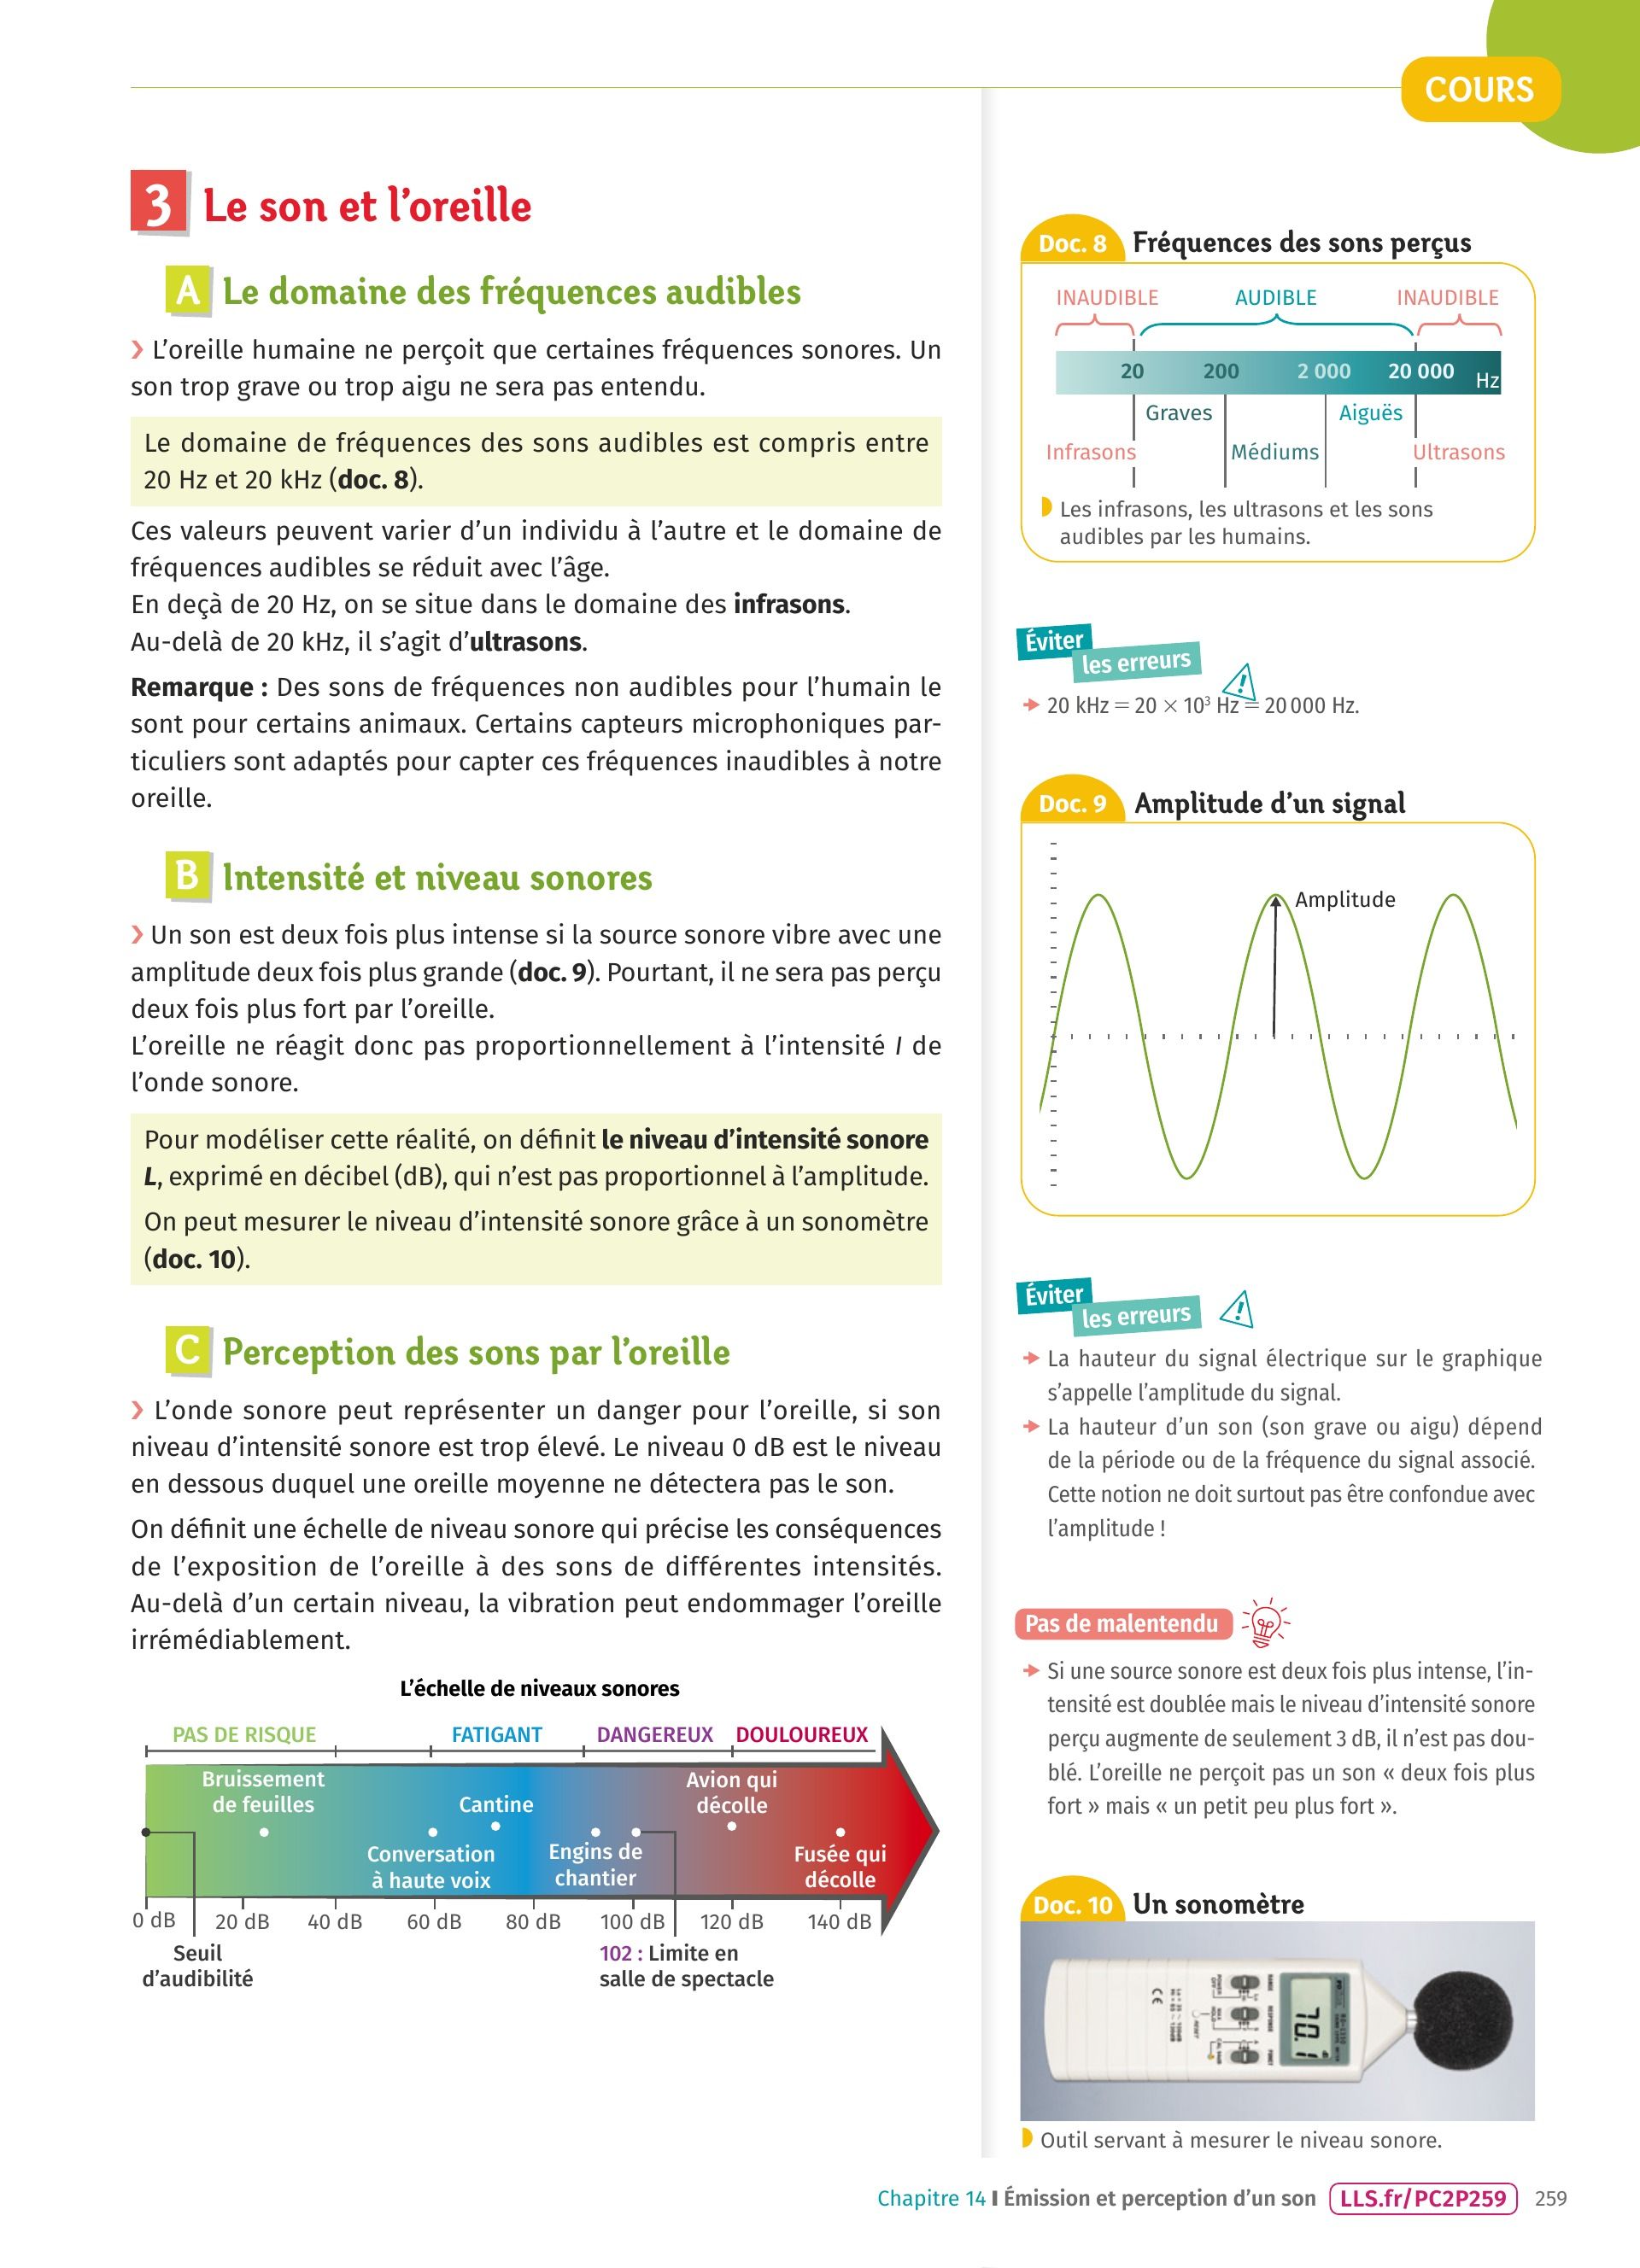 COURS
3 Le son et l’oreille
A Le domaine des fréquences audibles
› L’oreille humaine ne perçoit que certaines fréquences sonores. Un
son trop grave ou trop aigu ne sera pas entendu.
Le domaine de fréquences des sons audibles est compris entre
20 Hz et 20 kHz (doc. 8).
Ces valeurs peuvent varier d’un individu à l’autre et le domaine de
fréquences audibles se réduit avec l’âge.
En deçà de 20 Hz, on se situe dans le domaine des infrasons.
Au-delà de 20 kHz, il s’agit d’ultrasons.
Remarque : Des sons de fréquences non audibles pour l’humain le
sont pour certains animaux. Certains capteurs microphoniques par-
ticuliers sont adaptés pour capter ces fréquences inaudibles à notre
oreille.
B Intensité et niveau sonores
› Un son est deux fois plus intense si la source sonore vibre avec une
amplitude deux fois plus grande (doc. 9). Pourtant, il ne sera pas perçu
deux fois plus fort par l’oreille.
L’oreille ne réagit donc pas proportionnellement à l’intensité I de
l’onde sonore.
Pour modéliser cette réalité, on définit le niveau d’intensité sonore
L, exprimé en décibel (dB), qui n’est pas proportionnel à l’amplitude.
On peut mesurer le niveau d’intensité sonore grâce à un sonomètre
(doc. 10).
C Perception des sons par l’oreille
› L’onde sonore peut représenter un danger pour l’oreille, si son
niveau d’intensité sonore est trop élevé. Le niveau 0 dB est le niveau
en dessous duquel une oreille moyenne ne détectera pas le son.
On définit une échelle de niveau sonore qui précise les conséquences
de l’exposition de l’oreille à des sons de différentes intensités.
Au-delà d’un certain niveau, la vibration peut endommager l’oreille
irrémédiablement.
L’échelle de niveaux sonores
PAS DE RISQUE FATIGANT DANGEREUX DOULOUREUX
Bruissement
de feuilles
Cantine
Avion qui
décolle
Conversation
à haute voix
Engins de
chantier
Fusée qui
décolle
0 dB 20 dB 40 dB 60 dB 80 dB 100 dB 120 dB 140 dB
Seuil
d’audibilité
102 : Limite en
salle de spectacle
Doc. 8 Fréquences des sons perçus
INAUDIBLE AUDIBLE INAUDIBLE
20 200 2 000 20 000 Hz
Graves Aiguës
Infrasons Médiums Ultrasons
Les infrasons, les ultrasons et les sons
audibles par les humains.
Éviter
les erreurs
20 kHz = 20 × 10³ Hz = 20 000 Hz.
Doc. 9 Amplitude d’un signal
Amplitude
Éviter
les erreurs
La hauteur du signal électrique sur le graphique
s’appelle l’amplitude du signal.
La hauteur d’un son (son grave ou aigu) dépend
de la période ou de la fréquence du signal associé.
Cette notion ne doit surtout pas être confondue avec
l’amplitude !
Pas de malentendu
Si une source sonore est deux fois plus intense, l’in-
tensité est doublée mais le niveau d’intensité sonore
perçu augmente de seulement 3 dB, il n’est pas dou-
blé. L’oreille ne perçoit pas un son « deux fois plus
fort » mais « un petit peu plus fort ».
Doc. 10 Un sonomètre
70.1
CE
Outil servant à mesurer le niveau sonore.
Chapitre 14 I Émission et perception d’un son LLS.fr/PC2P259 259